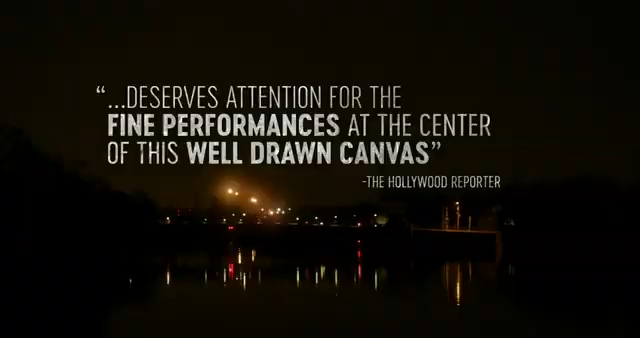 “...DESERVES ATTENTION FOR THE
FINE PERFORMANCES AT THE CENTER
OF THIS WELL DRAWN CANVAS”
-THE HOLLYWOOD REPORTER